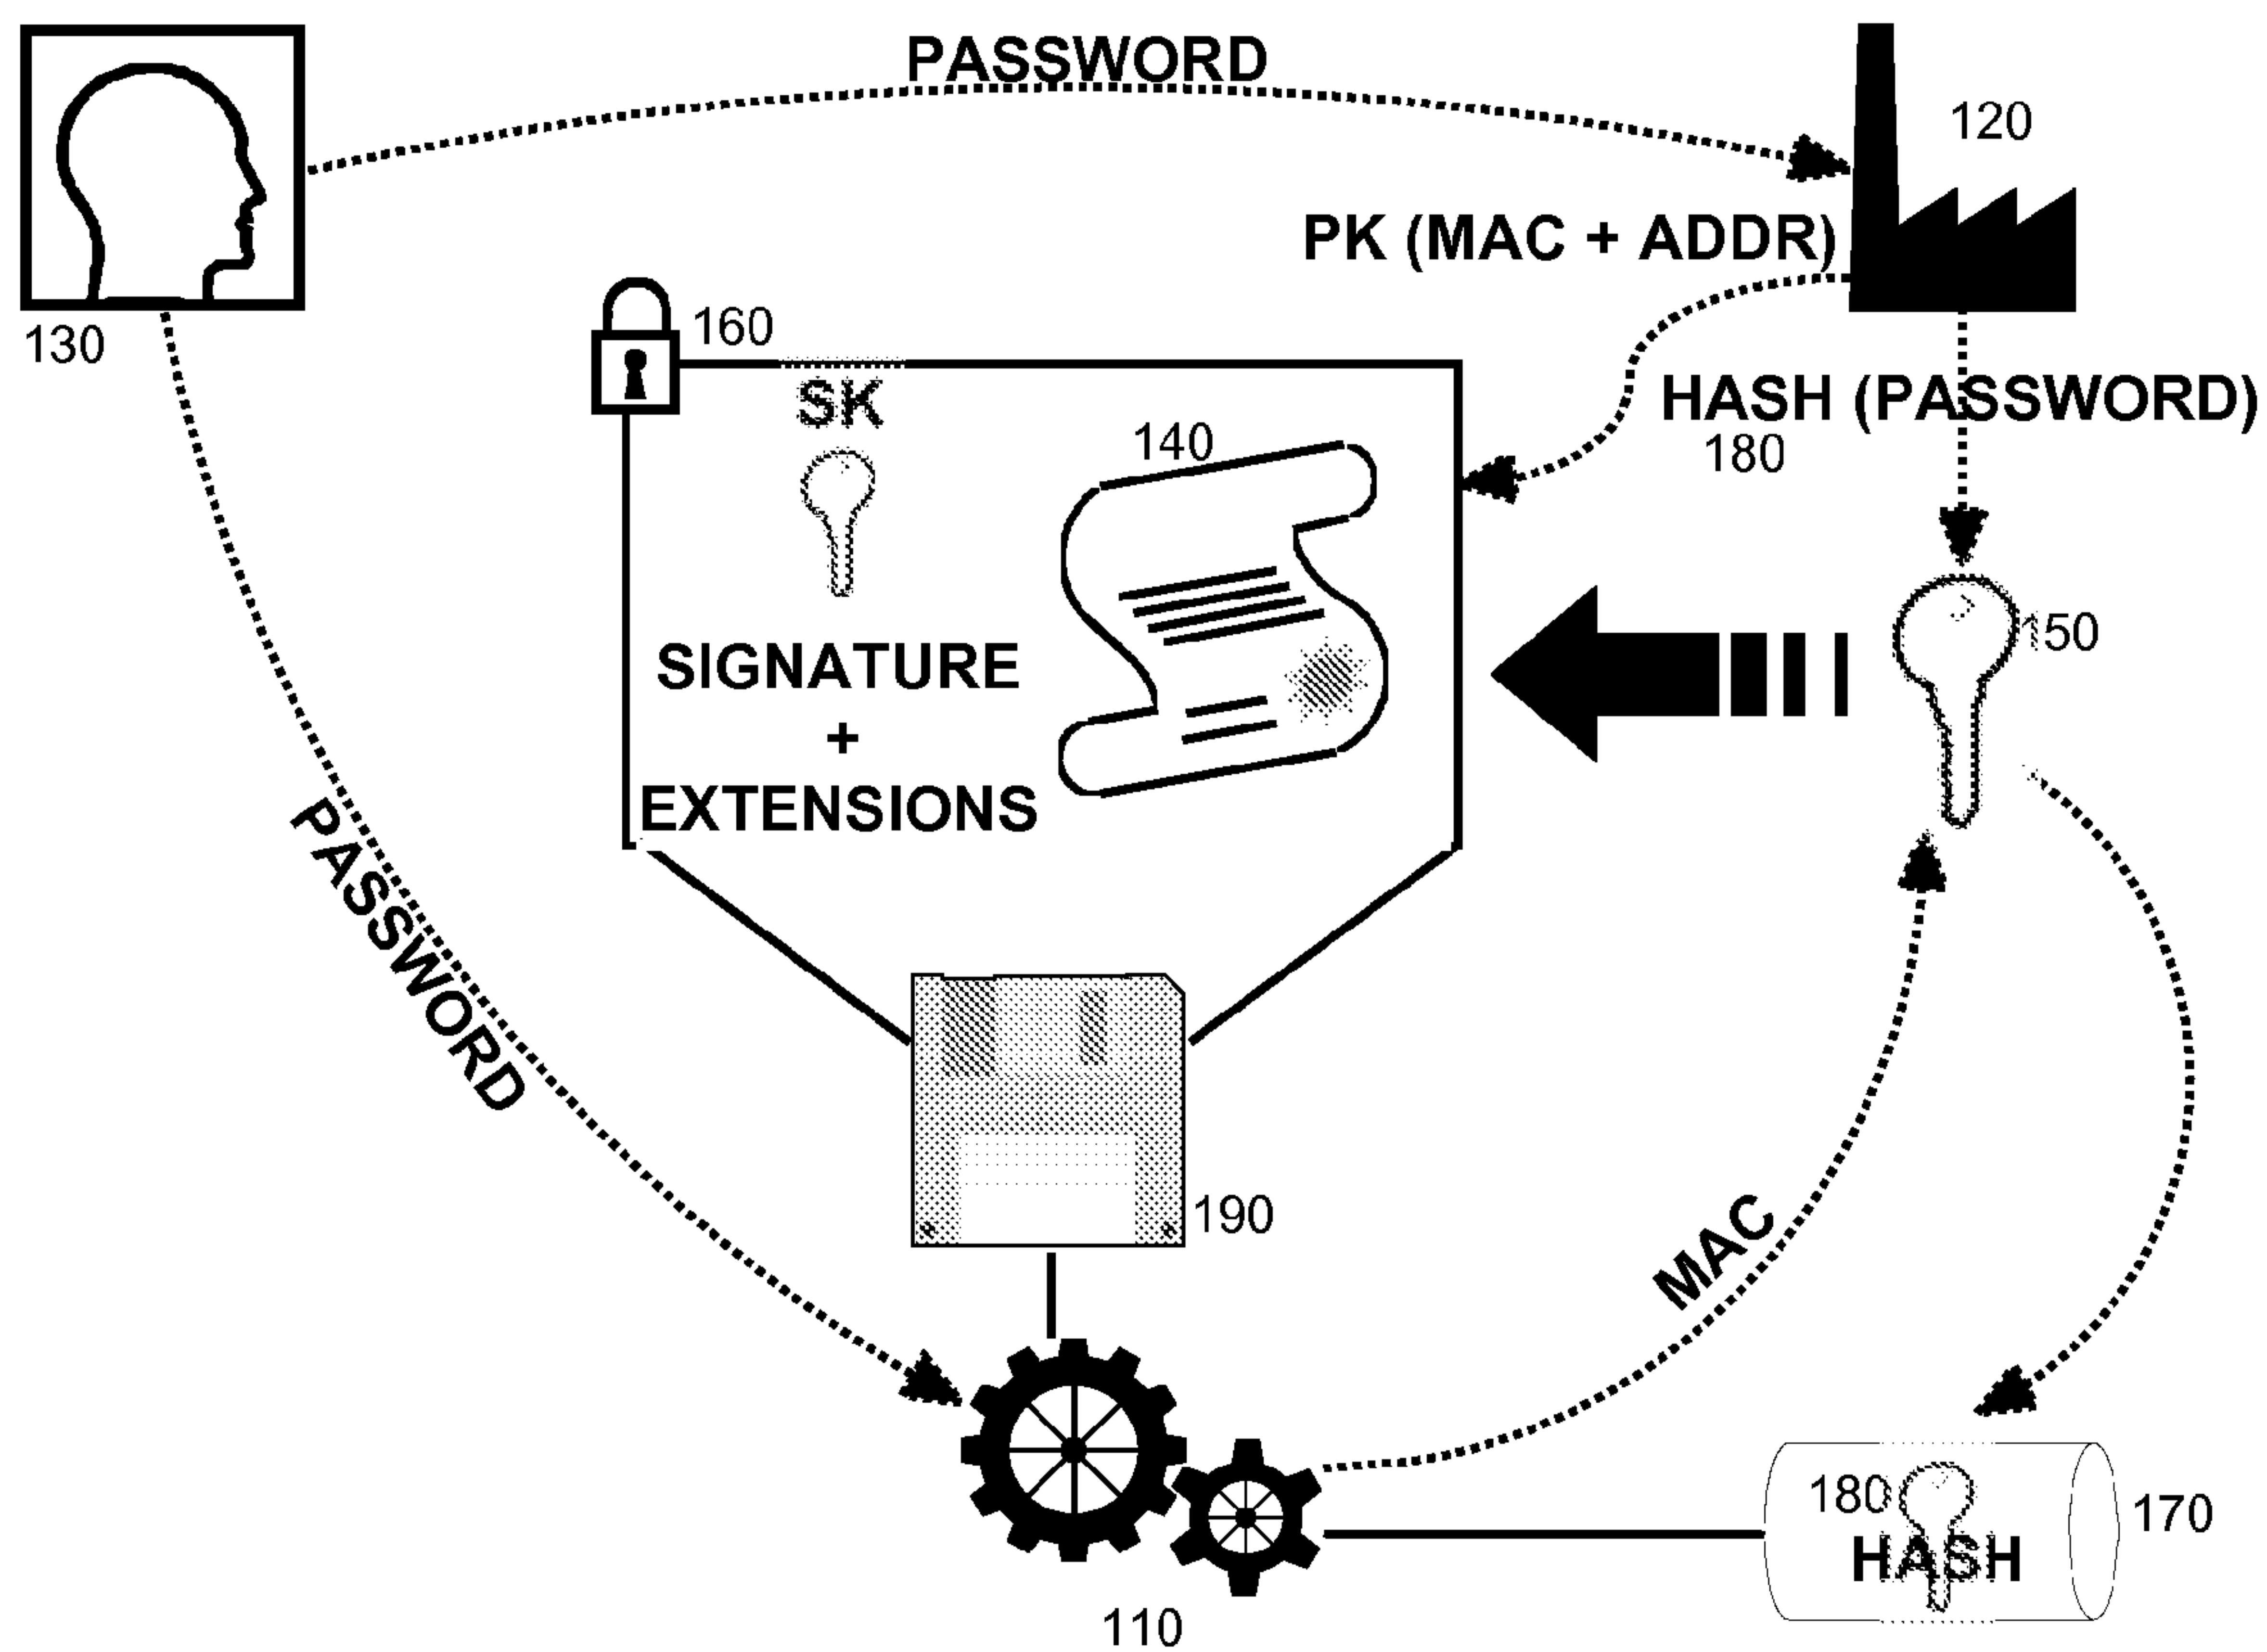 PASSWORD
120
PK (MAC + ADDR)
130
160
SK
HASH (PASSWORD)
140
180
150
SIGNATURE
+
EXTENSIONS
PASSWORD
190
MAC
180
170
HASH
110